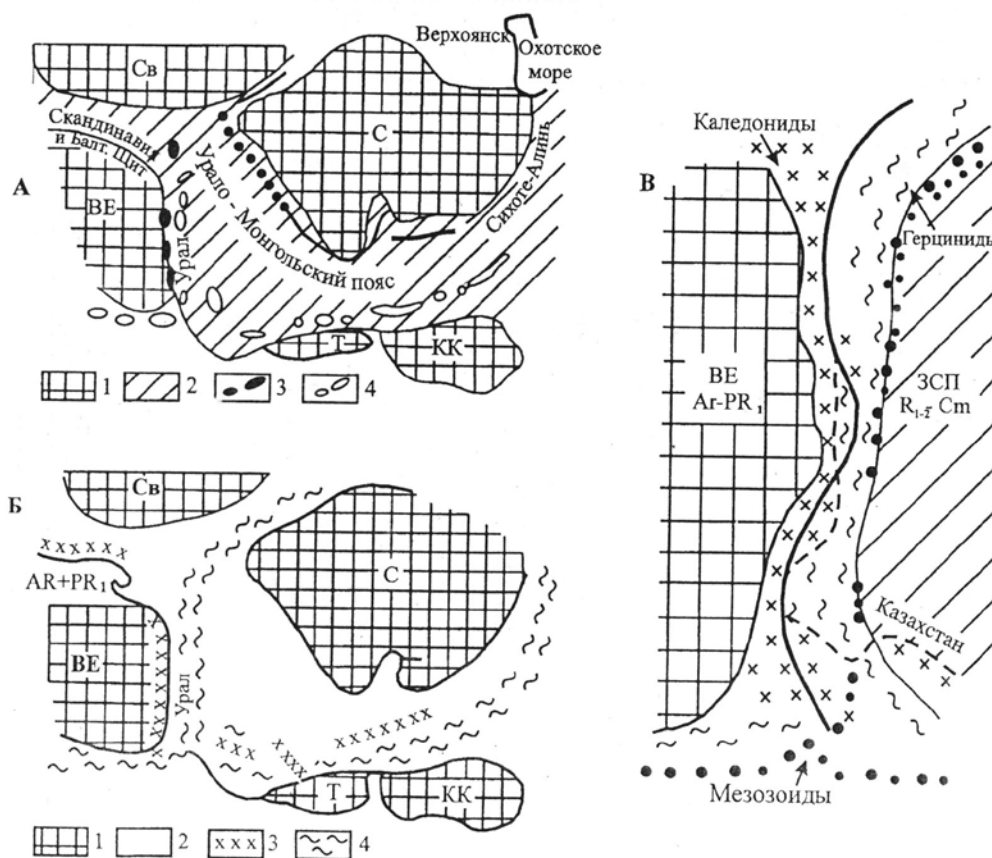 А
Св
Верхоянск
Охотское
море
С
Скандинавия
и Балт. Щит
ВЕ
Урал
Урало - Монгольский пояс
Сихоте-Алинь
Т
КК
1
2
3
4
Б
Св
AR+PR₁
ВЕ
Урал
С
Т
КК
1
2
3
4
В
Каледониды
Герциниды
ВЕ
Ar-PR₁
ЗСП
R₁₋₂ Cm
Казахстан
Мезозоиды